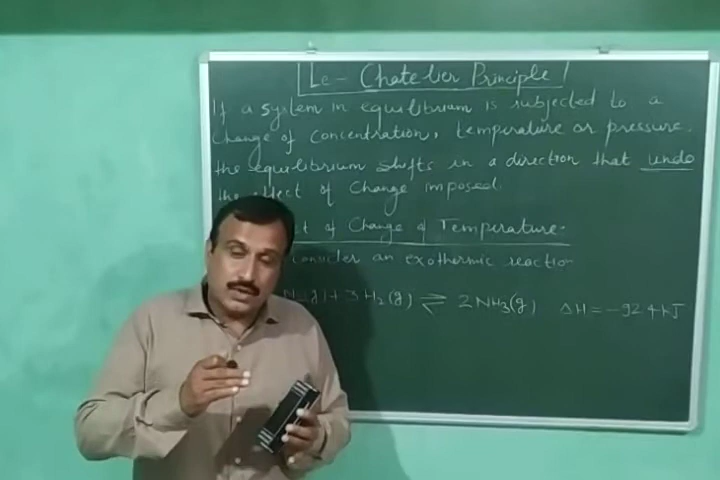 Le-Chatelier Principle
If a system in equilibrium is subjected to a
change of concentration, temperature or pressure.
the equilibrium shifts in a direction that undo
the effect of change imposed.
of Change of Temperature:-
consider an exothermic reaction
(g) + 3H₂(g) ⇌ 2NH₃(g) ΔH = -92.4 kJ